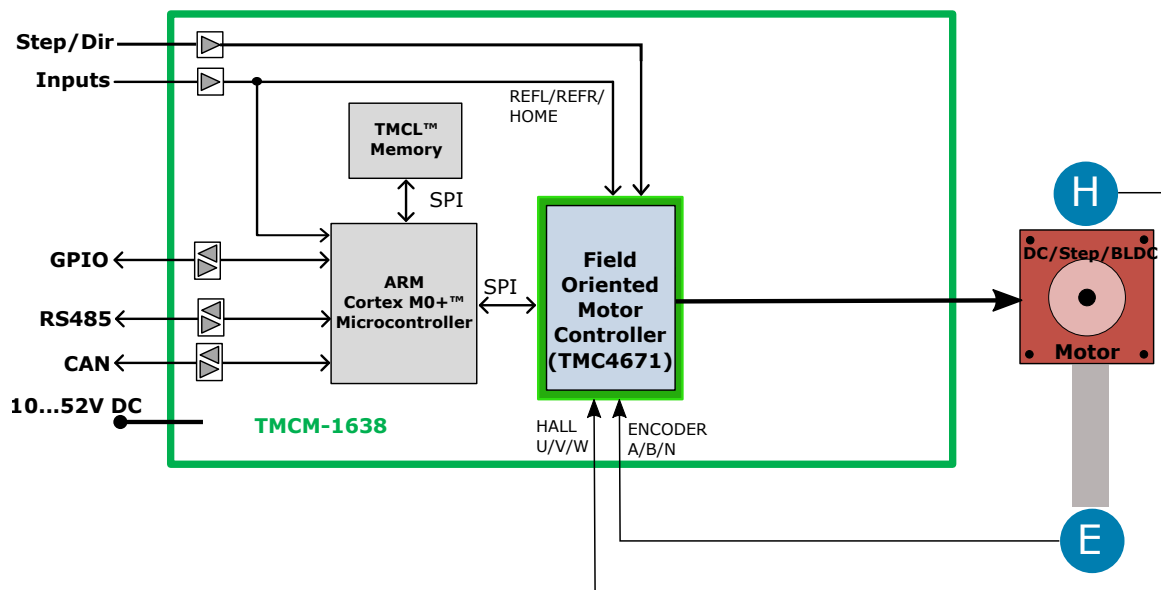 Step/Dir
Inputs
REFL/REFR/
HOME
TMCL™
Memory
SPI
H
GPIO
RS485
CAN
ARM
Cortex M0+™
Microcontroller
SPI
Field
Oriented
Motor
Controller
(TMC4671)
DC/Step/BLDC
Motor
10...52V DC
TMCM-1638
HALL
U/V/W
ENCODER
A/B/N
E